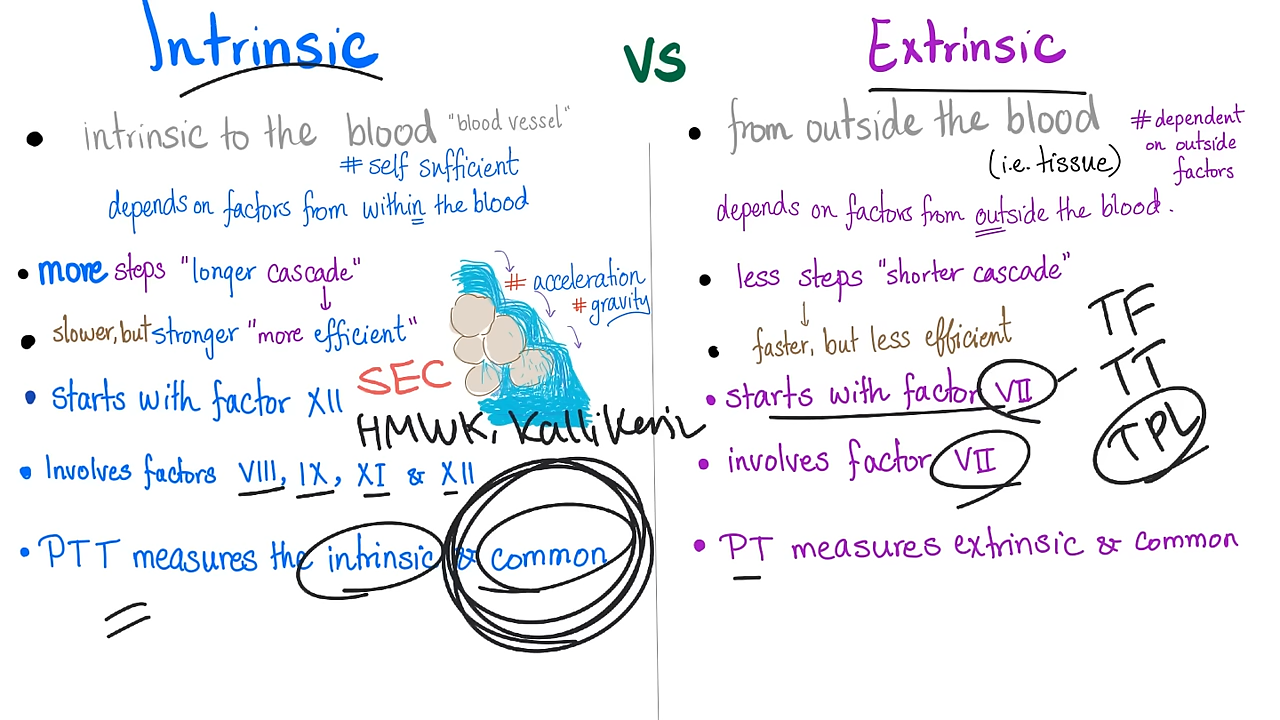 Intrinsic
vs
Extrinsic
• intrinsic to the blood "blood vessel"
# self sufficient
depends on factors from within the blood
• more steps "longer cascade"
• slower, but stronger "more efficient"
# acceleration
# gravity
• Starts with factor XII
SEC
HMWK, Kallikerin
• Involves factors VIII, IX, XI & XII
• PTT measures the intrinsic & common
• from outside the blood
(i.e. tissue)
# dependent
on outside
factors
depends on factors from outside the blood.
• less steps "shorter cascade"
• faster, but less efficient
• starts with factor VII
TF
TT
TPL
• involves factor VII
• PT measures extrinsic & common